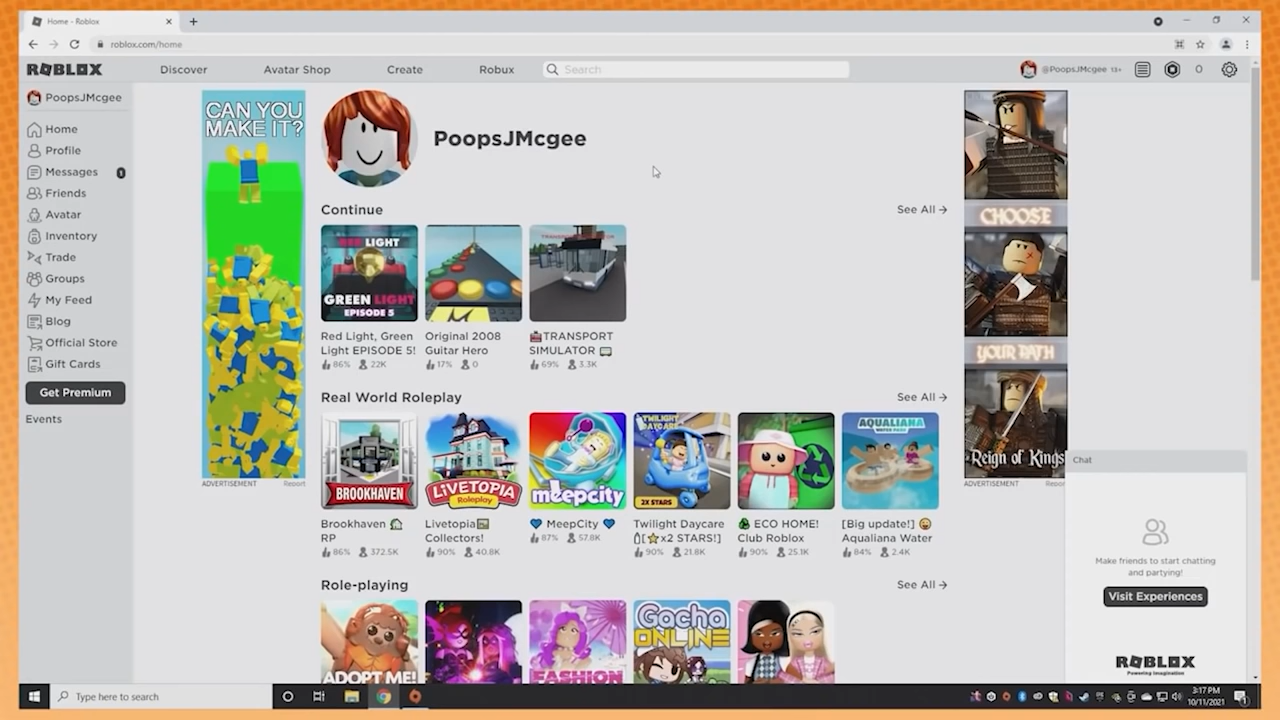 Home - Roblox
roblox.com/home
ROBLOX
Discover
Avatar Shop
Create
Robux
Search
@PoopsJMcgee 13+
0
PoopsJMcgee
Home
Profile
Messages
1
Friends
Avatar
Inventory
Trade
Groups
My Feed
Blog
Official Store
Gift Cards
Get Premium
Events
CAN YOU
MAKE IT?
ADVERTISEMENT
Report
PoopsJMcgee
Continue
See All →
RED LIGHT
GREEN LIGHT
EPISODE 5
Red Light, Green
Light EPISODE 5!
86% 22K
Original 2008
Guitar Hero
17% 0
🚋TRANSPORT
SIMULATOR 🚍
69% 3.3K
Real World Roleplay
See All →
BROOKHAVEN
Brookhaven 🏡
RP
86% 372.5K
LIVETOPIA
Roleplay
Livetopia
Collectors!
90% 40.8K
meepcity
💙 MeepCity 💙
87% 57.8K
TWILIGHT
DAYCARE
2X STARS!
Twilight Daycare
🍼[⭐x2 STARS!]
90% 21.8K
ECO HOME!
Club Roblox
90% 25.1K
AQUALIANA
WATER PARK
[Big update!] 😀
Aqualiana Water
84% 2.4K
Role-playing
See All →
ADOPT ME!
FASHION
Gacha
ONLINE
CHOOSE
YOUR PATH
Reign of Kings
ADVERTISEMENT
Repor
Chat
Make friends to start chatting
and partying!
Visit Experiences
ROBLOX
Powering Imagination
Type here to search
3:17 PM
10/11/2021
1